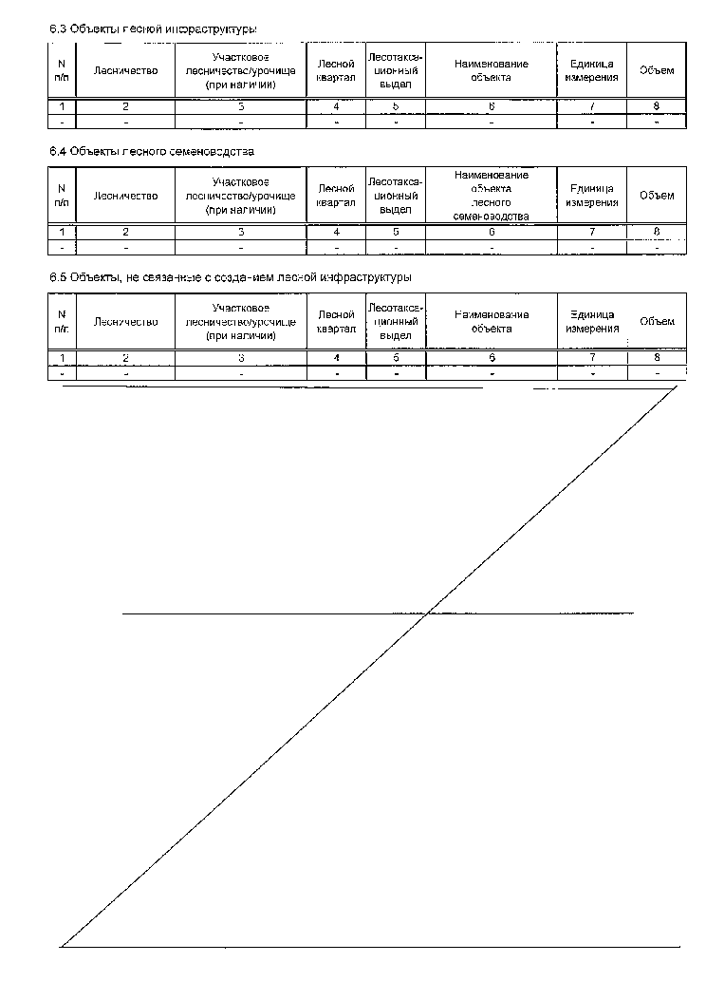 6.3 Объекты лесной инфраструктуры
N п/п | Лесничество | Участковое лесничество/урочище (при наличии) | Лесной квартал | Лесотакса-ционный выдел | Наименование объекта | Единица измерения | Объем
1 | 2 | 3 | 4 | 5 | 6 | 7 | 8
- | - | - | - | - | - | - | -
6.4 Объекты лесного семеноводства
N п/п | Лесничество | Участковое лесничество/урочище (при наличии) | Лесной квартал | Лесотакса-ционный выдел | Наименование объекта лесного семеноводства | Единица измерения | Объем
1 | 2 | 3 | 4 | 5 | 6 | 7 | 8
- | - | - | - | - | - | - | -
6.5 Объекты, не связанные с созданием лесной инфраструктуры
N п/п | Лесничество | Участковое лесничество/урочище (при наличии) | Лесной квартал | Лесотакса-ционный выдел | Наименование объекта | Единица измерения | Объем
1 | 2 | 3 | 4 | 5 | 6 | 7 | 8
- | - | - | - | - | - | - | -